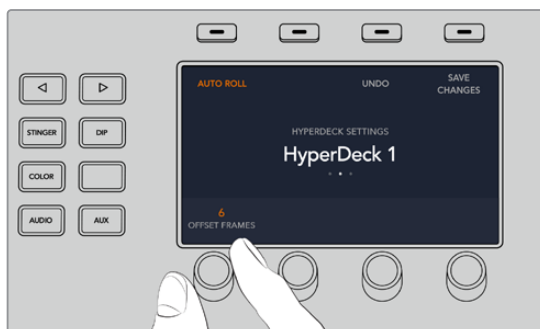 AUTO ROLL
UNDO
SAVE
CHANGES
STINGER
DIP
HYPERDECK SETTINGS
HyperDeck 1
COLOR
AUDIO
AUX
6
OFFSET FRAMES